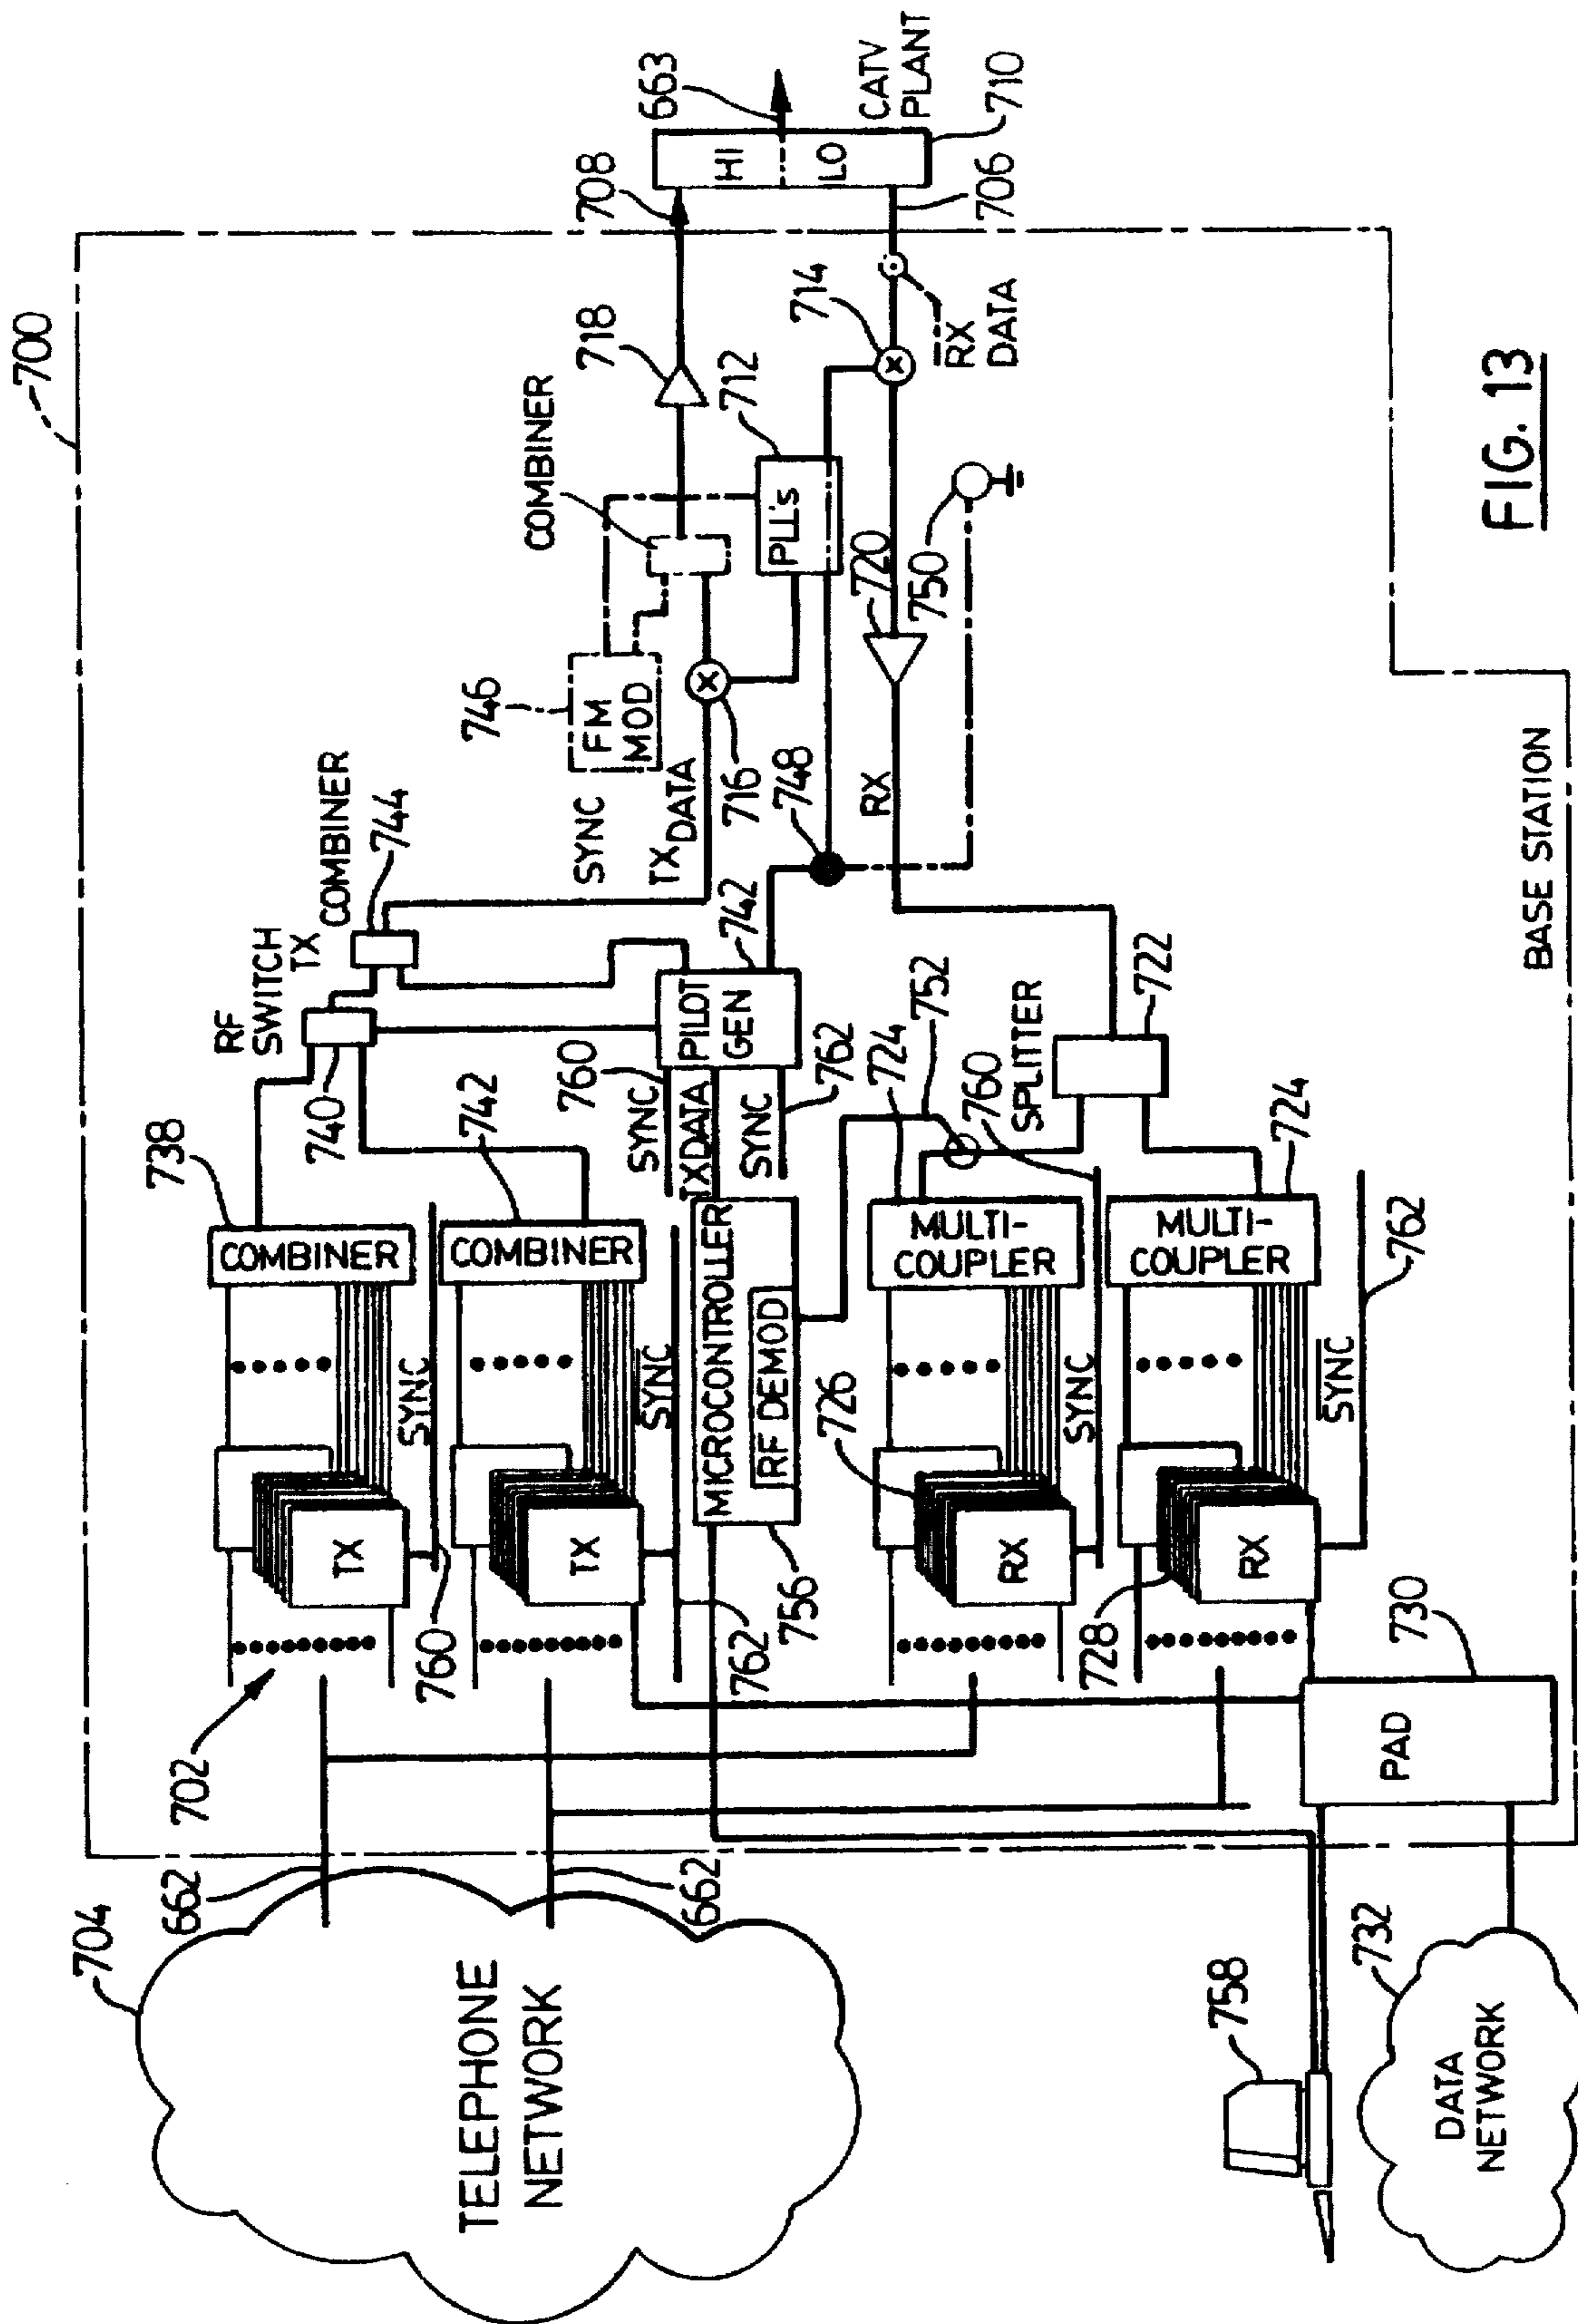 700
704
TELEPHONE
NETWORK
662
662
702
TX
760
SYNC
COMBINER
738
TX
762
SYNC
COMBINER
742
740
RF
SWITCH
TX
COMBINER
744
MICROCONTROLLER
RF DEMOD
756
SYNC
760
TXDATA
SYNC
762
PILOT
GEN
742
SYNC
TX DATA
716
746
FM
MOD
748
COMBINER
718
PLL's
712
708
HI
LO
663
CATV
PLANT
710
706
714
RX
DATA
720
750
RX
726
RX
SYNC
MULTI-
COUPLER
724
752
760
SPLITTER
722
728
RX
SYNC
MULTI-
COUPLER
724
762
PAD
730
758
732
DATA
NETWORK
BASE STATION
FIG. 13